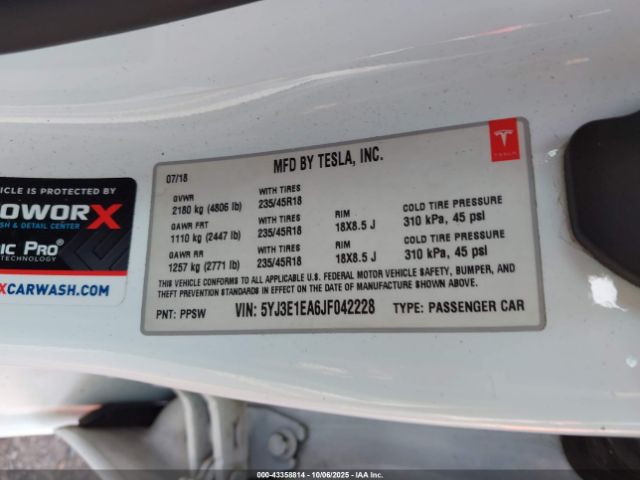 MFD BY TESLA, INC.
TESLA
07/18
GVWR WITH TIRES
2180 kg (4806 lb) 235/45R18
GAWR FRT WITH TIRES RIM COLD TIRE PRESSURE
1110 kg (2447 lb) 235/45R18 18X8.5 J 310 kPa, 45 psi
GAWR RR WITH TIRES RIM COLD TIRE PRESSURE
1257 kg (2771 lb) 235/45R18 18X8.5 J 310 kPa, 45 psi
THIS VEHICLE CONFORMS TO ALL APPLICABLE U.S. FEDERAL MOTOR VEHICLE SAFETY, BUMPER, AND
THEFT PREVENTION STANDARDS IN EFFECT ON THE DATE OF MANUFACTURE SHOWN ABOVE.
PNT: PPSW VIN: 5YJ3E1EA6JF042228 TYPE: PASSENGER CAR
HICLE IS PROTECTED BY
OWORX
SH & DETAIL CENTER
IC PRO®
TECHNOLOGY
XCARWASH.COM
500-43358814 - 10/06/2025 - IAA Inc.